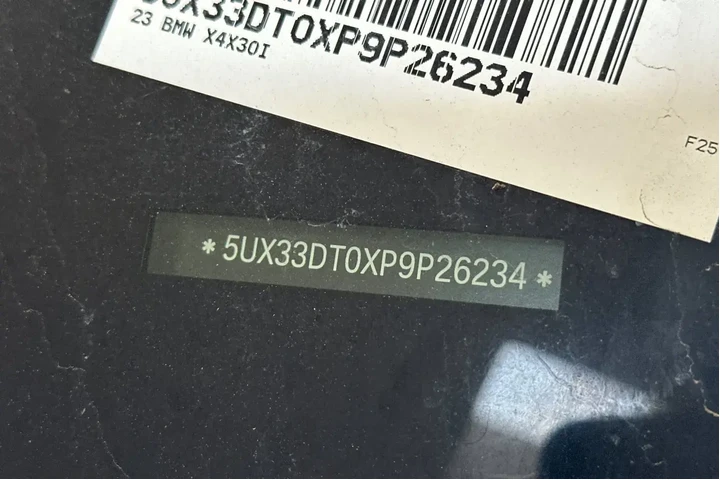 5UX33DT0XP9P26234
23 BMW X4X30I
F25
*5UX33DT0XP9P26234*